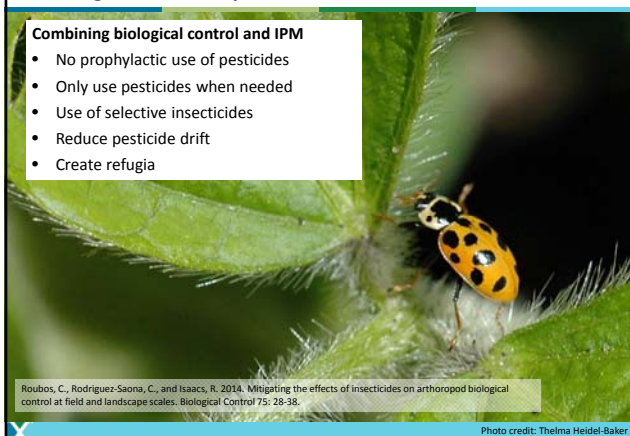 Combining biological control and IPM
• No prophylactic use of pesticides
• Only use pesticides when needed
• Use of selective insecticides
• Reduce pesticide drift
• Create refugia
Roubos, C., Rodriguez-Saona, C., and Isaacs, R. 2014. Mitigating the effects of insecticides on arthoropod biological
control at field and landscape scales. Biological Control 75: 28-38.
Photo credit: Thelma Heidel-Baker